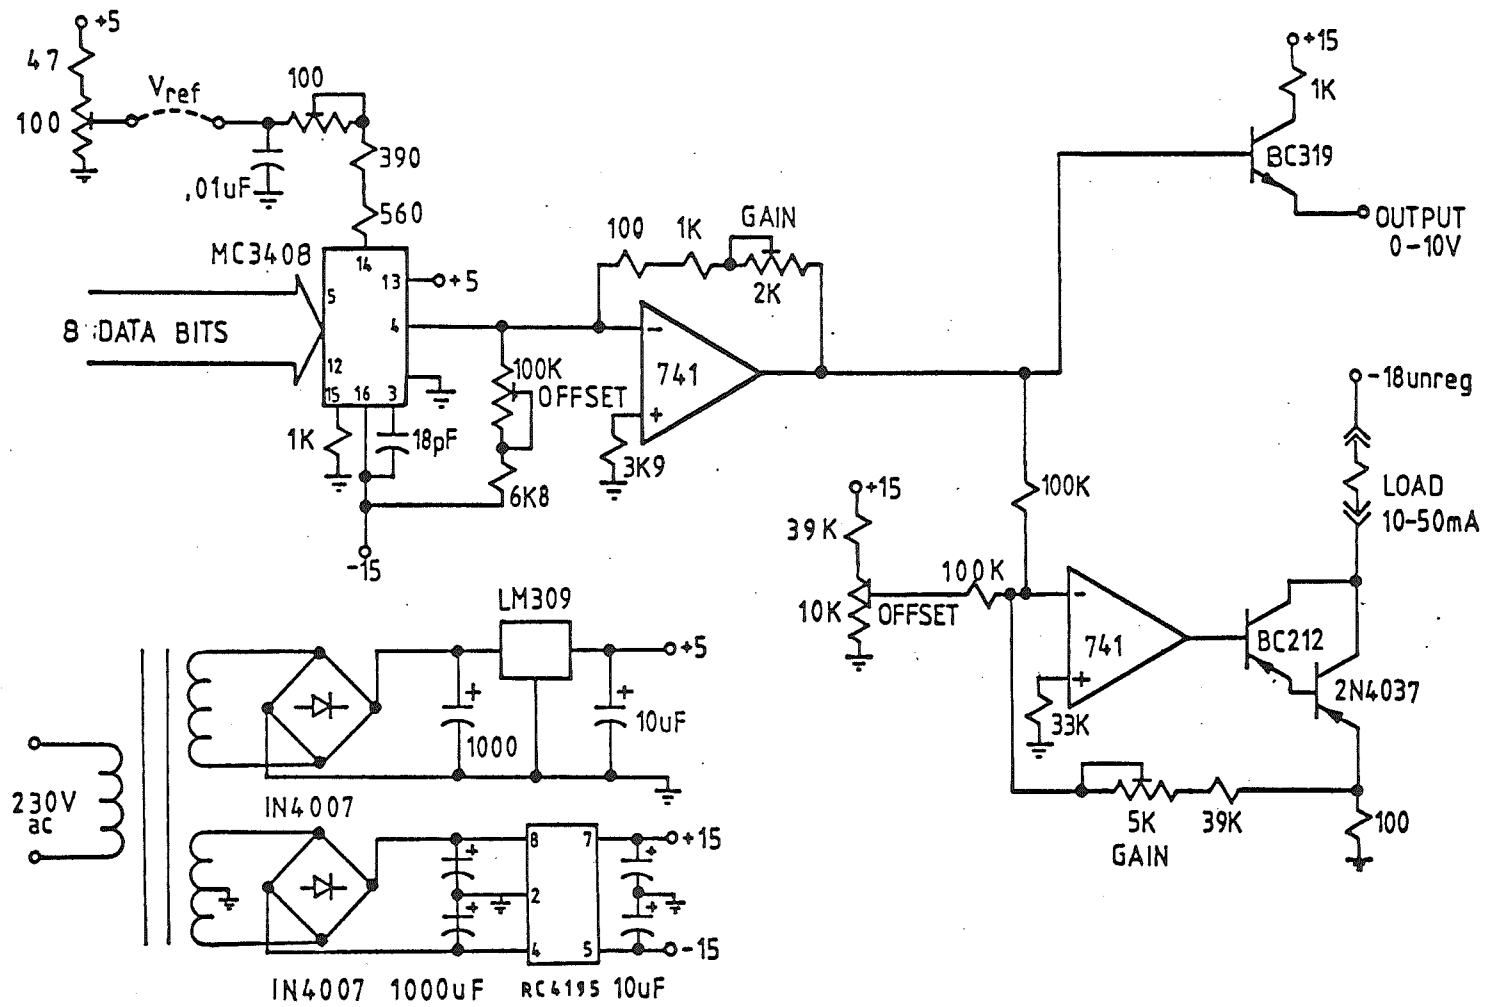 +5
47
100
Vref
100
.01uF
390
560
MC3408
14
13
+5
5
8 DATA BITS
4
12
15 16 3
1K
18pF
-15
100K
OFFSET
6K8
100 1K GAIN
2K
-
741
+
3K9
+15
1K
BC319
OUTPUT
0-10V
-18unreg
LOAD
10-50mA
100K
+15
39K
10K
OFFSET
100K
-
741
+
33K
BC212
2N4037
5K
GAIN
39K
100
LM309
+5
+
1000
+
10uF
230V
ac
IN4007
8 7
+15
+
+
2
+
+
4 5
-15
IN4007 1000uF RC4195 10uF